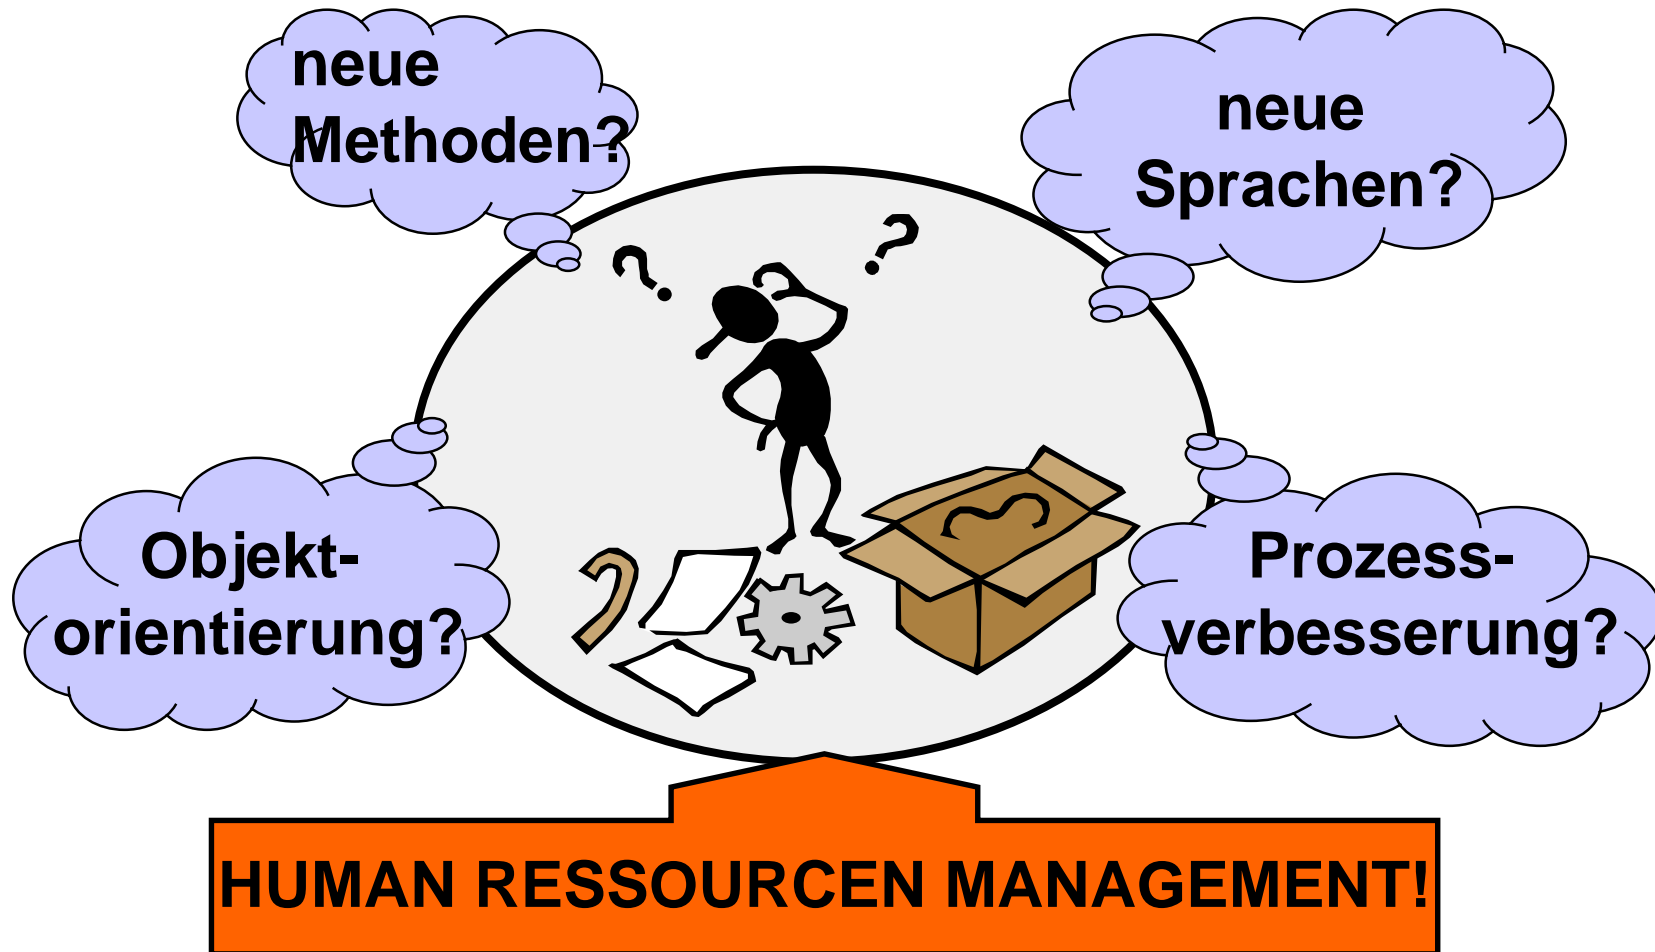 neue
Methoden?
neue
Sprachen?
?
?
Objekt-
orientierung?
Prozess-
verbesserung?
HUMAN RESSOURCEN MANAGEMENT!